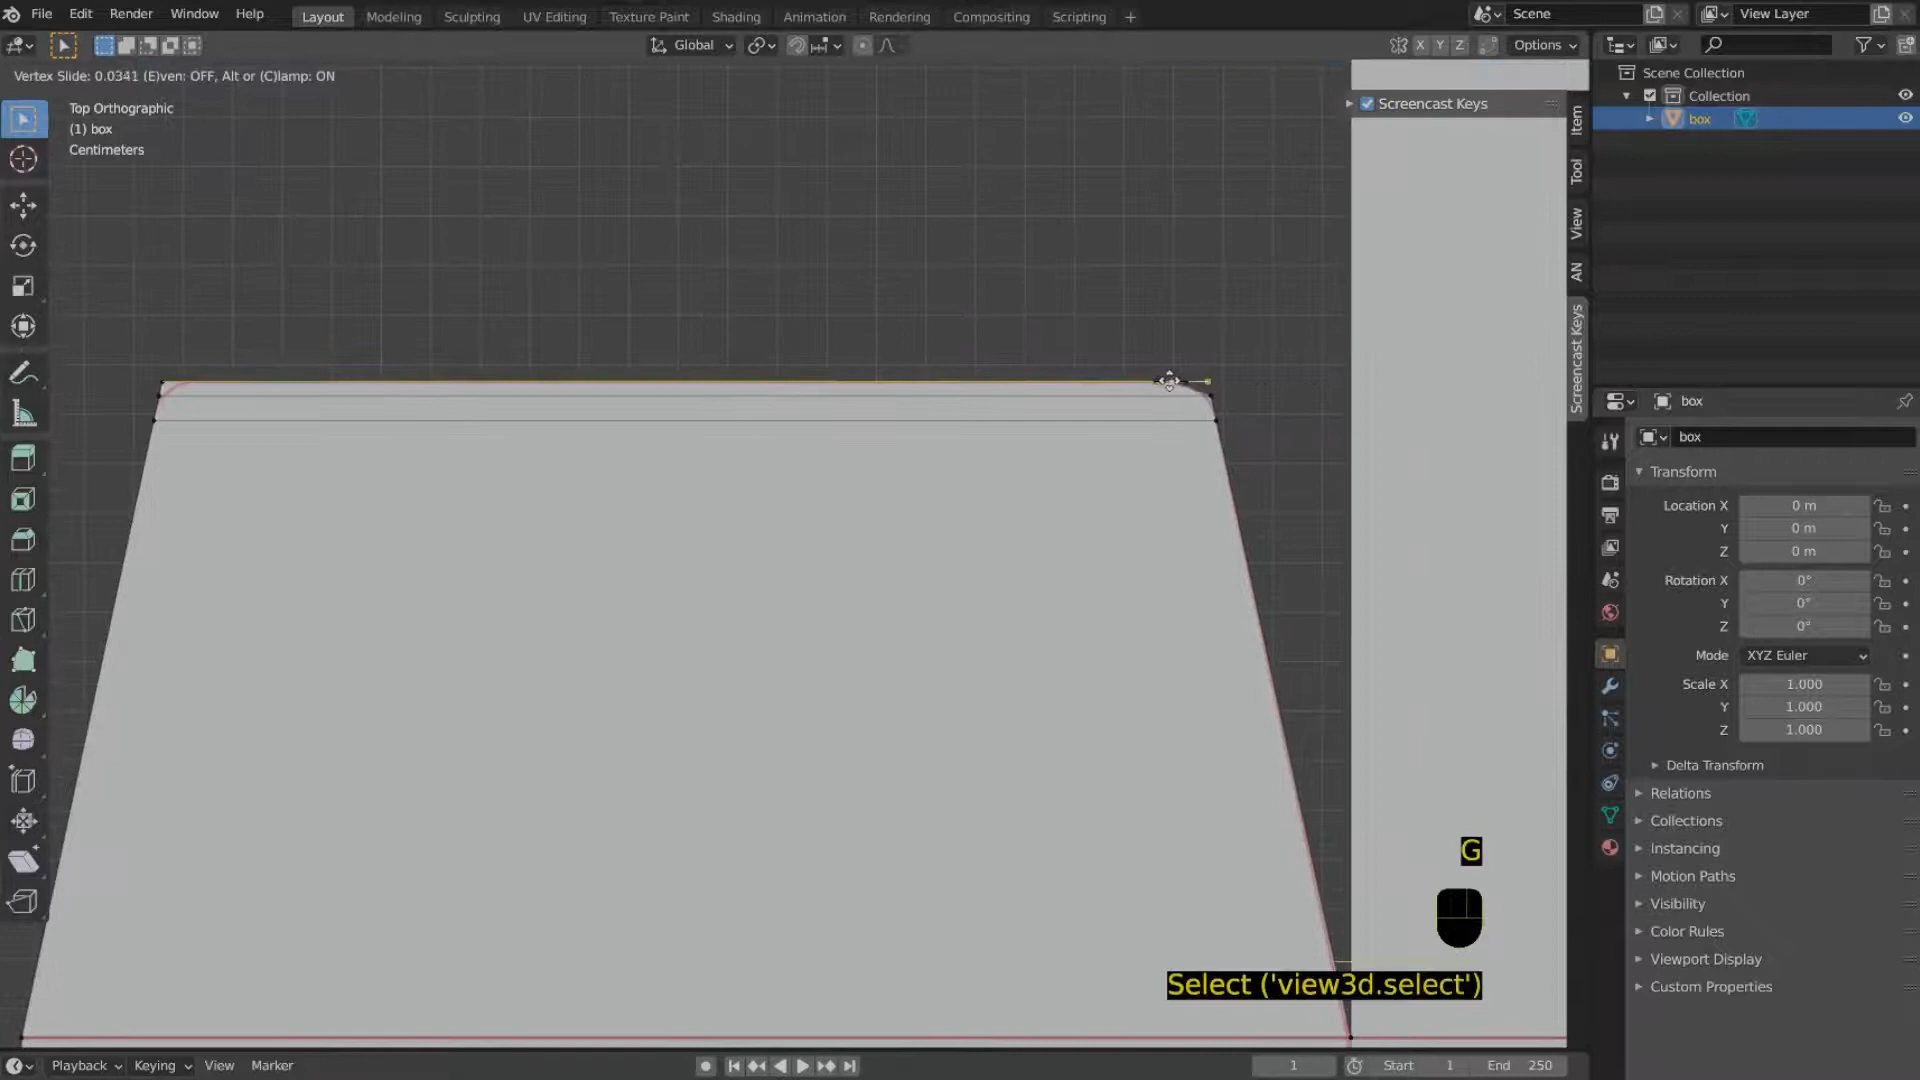 File Edit Render Window Help Layout Modeling Sculpting UV Editing Texture Paint Shading Animation Rendering Compositing Scripting + Scene View Layer
Global X Y Z Options
Vertex Slide: 0.0341 (E)ven: OFF, Alt or (C)lamp: ON
Top Orthographic
(1) box
Centimeters
Screencast Keys
Item
Tool
View
AN
Screencast Keys
Scene Collection
Collection
box
box
box
Transform
Location X 0 m
Y 0 m
Z 0 m
Rotation X 0°
Y 0°
Z 0°
Mode XYZ Euler
Scale X 1.000
Y 1.000
Z 1.000
Delta Transform
Relations
Collections
Instancing
Motion Paths
Visibility
Color Rules
Viewport Display
Custom Properties
G
Select ('view3d.select')
Playback Keying View Marker 1 Start 1 End 250